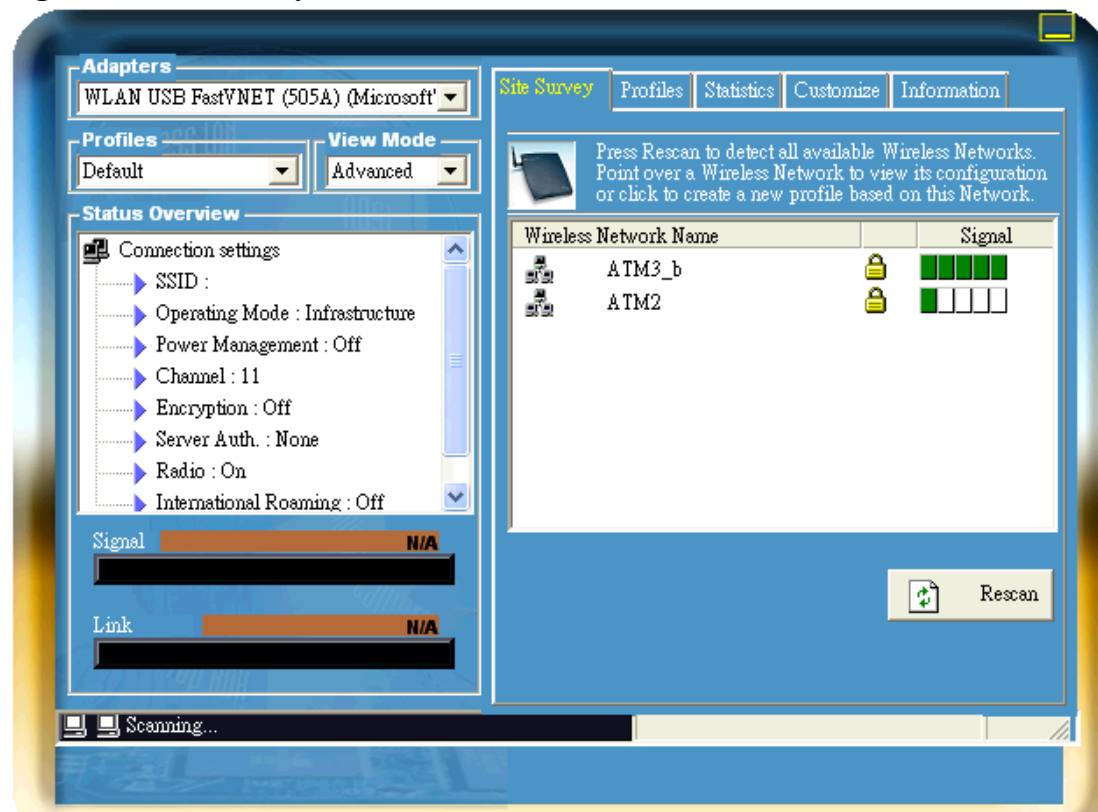 Adapters
WLAN USB FastVNET (505A) (Microsoft'
Profiles
Default
View Mode
Advanced
Status Overview
Connection settings
SSID :
Operating Mode : Infrastructure
Power Management : Off
Channel : 11
Encryption : Off
Server Auth. : None
Radio : On
International Roaming : Off
Signal N/A
Link N/A
Site Survey Profiles Statistics Customize Information
Press Rescan to detect all available Wireless Networks.
Point over a Wireless Network to view its configuration
or click to create a new profile based on this Network.
Wireless Network Name Signal
ATM3_b
ATM2
Rescan
Scanning...